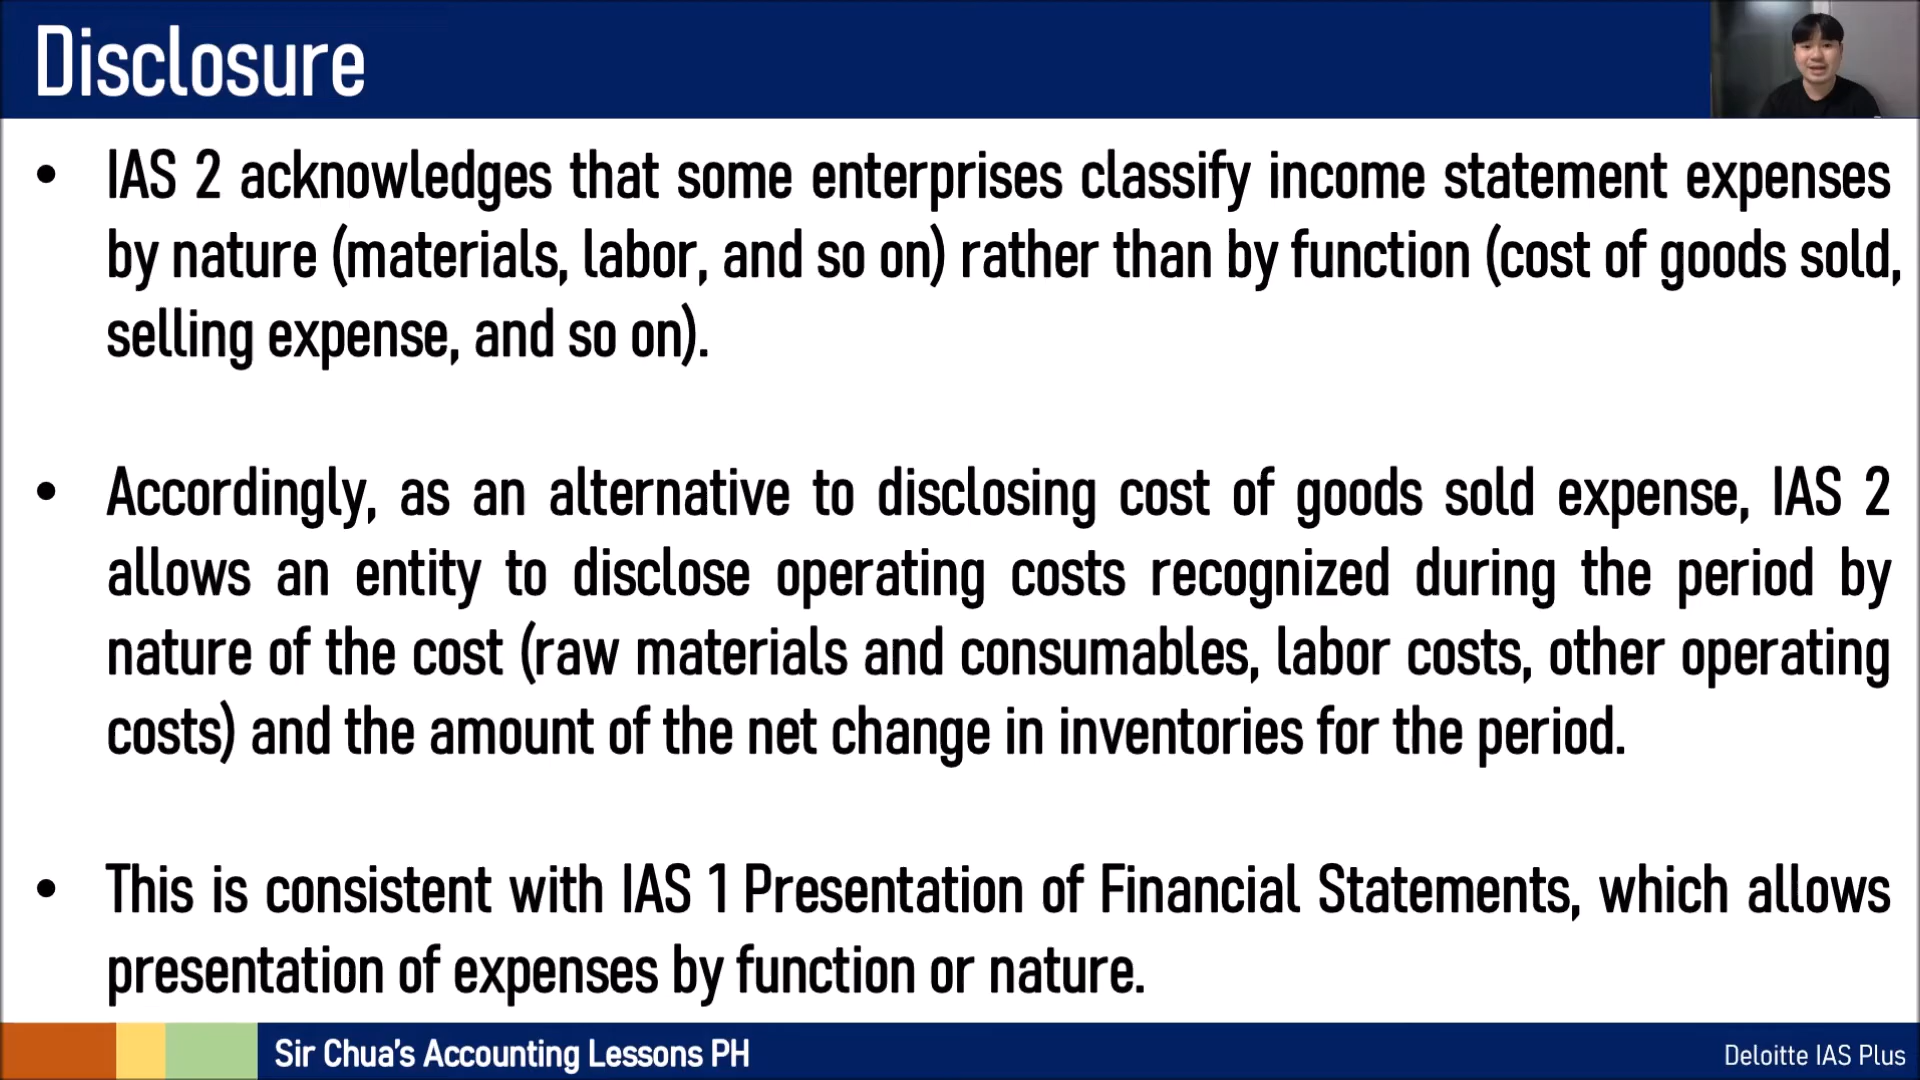 Disclosure
• IAS 2 acknowledges that some enterprises classify income statement expenses
by nature (materials, labor, and so on) rather than by function (cost of goods sold,
selling expense, and so on).
• Accordingly, as an alternative to disclosing cost of goods sold expense, IAS 2
allows an entity to disclose operating costs recognized during the period by
nature of the cost (raw materials and consumables, labor costs, other operating
costs) and the amount of the net change in inventories for the period.
• This is consistent with IAS 1 Presentation of Financial Statements, which allows
presentation of expenses by function or nature.
Sir Chua's Accounting Lessons PH
Deloitte IAS Plus